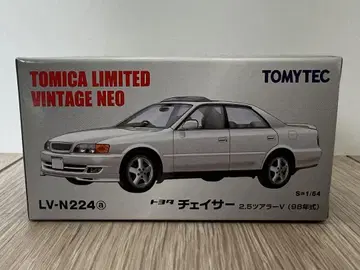 TOMICA LIMITED
VINTAGE NEO
TOMYTEC
S=1/64
LV-N224 a トヨタ チェイサー 2.5ツアラーV (98年式)